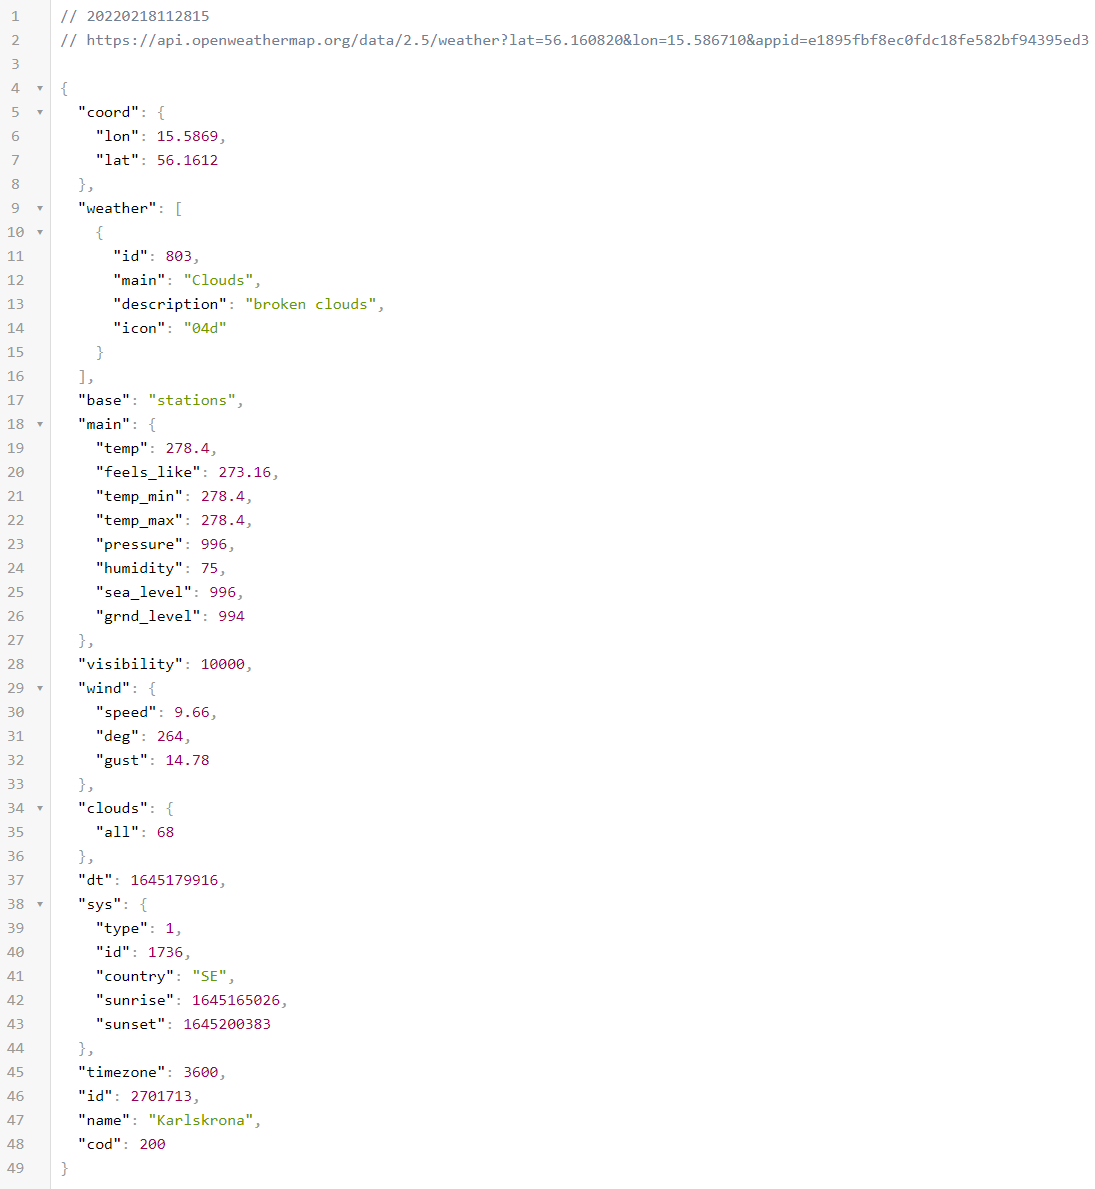 1 // 20220218112815
2 // https://api.openweathermap.org/data/2.5/weather?lat=56.160820&lon=15.586710&appid=e1895fbf8ec0fdc18fe582bf94395ed3
3
4 {
5 "coord": {
6 "lon": 15.5869,
7 "lat": 56.1612
8 },
9 "weather": [
10 {
11 "id": 803,
12 "main": "Clouds",
13 "description": "broken clouds",
14 "icon": "04d"
15 }
16 ],
17 "base": "stations",
18 "main": {
19 "temp": 278.4,
20 "feels_like": 273.16,
21 "temp_min": 278.4,
22 "temp_max": 278.4,
23 "pressure": 996,
24 "humidity": 75,
25 "sea_level": 996,
26 "grnd_level": 994
27 },
28 "visibility": 10000,
29 "wind": {
30 "speed": 9.66,
31 "deg": 264,
32 "gust": 14.78
33 },
34 "clouds": {
35 "all": 68
36 },
37 "dt": 1645179916,
38 "sys": {
39 "type": 1,
40 "id": 1736,
41 "country": "SE",
42 "sunrise": 1645165026,
43 "sunset": 1645200383
44 },
45 "timezone": 3600,
46 "id": 2701713,
47 "name": "Karlskrona",
48 "cod": 200
49 }